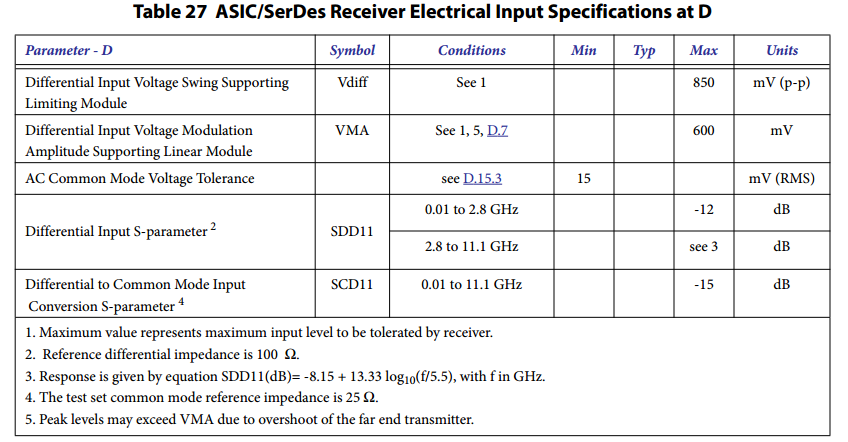 Table 27 ASIC/SerDes Receiver Electrical Input Specifications at D
Parameter - D Symbol Conditions Min Typ Max Units
Differential Input Voltage Swing Supporting
Limiting Module Vdiff See 1 850 mV (p-p)
Differential Input Voltage Modulation
Amplitude Supporting Linear Module VMA See 1, 5, D.7 600 mV
AC Common Mode Voltage Tolerance see D.15.3 15 mV (RMS)
Differential Input S-parameter 2 SDD11 0.01 to 2.8 GHz -12 dB
2.8 to 11.1 GHz see 3 dB
Differential to Common Mode Input
Conversion S-parameter 4 SCD11 0.01 to 11.1 GHz -15 dB
1. Maximum value represents maximum input level to be tolerated by receiver.
2. Reference differential impedance is 100 Ω.
3. Response is given by equation SDD11(dB)= -8.15 + 13.33 log10(f/5.5), with f in GHz.
4. The test set common mode reference impedance is 25 Ω.
5. Peak levels may exceed VMA due to overshoot of the far end transmitter.